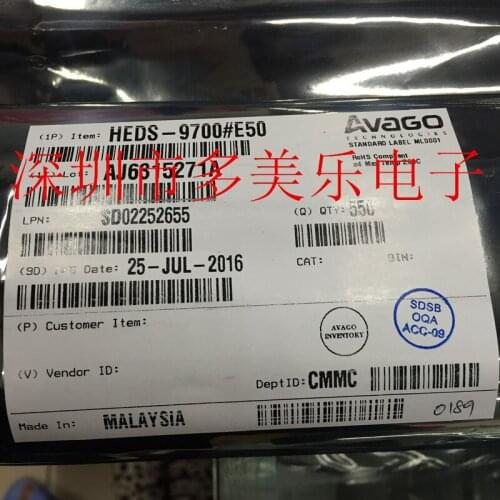 (1P) Item: HEDS-9700#E50
AVAGO
TECHNOLOGIES
STANDARD LABEL ML0001
RoHS Compliant
Lot: AJ6315271A
深圳市多美乐电子
LPN: SD02252655
(Q) QTY: 550
(9D) Date: 25-JUL-2016
CAT:
BIN:
(P) Customer Item:
AVAGO
INVENTORY
SDSB
OQA
ACC-09
(V) Vendor ID:
DeptID: CMMC
Made In: MALAYSIA
0189